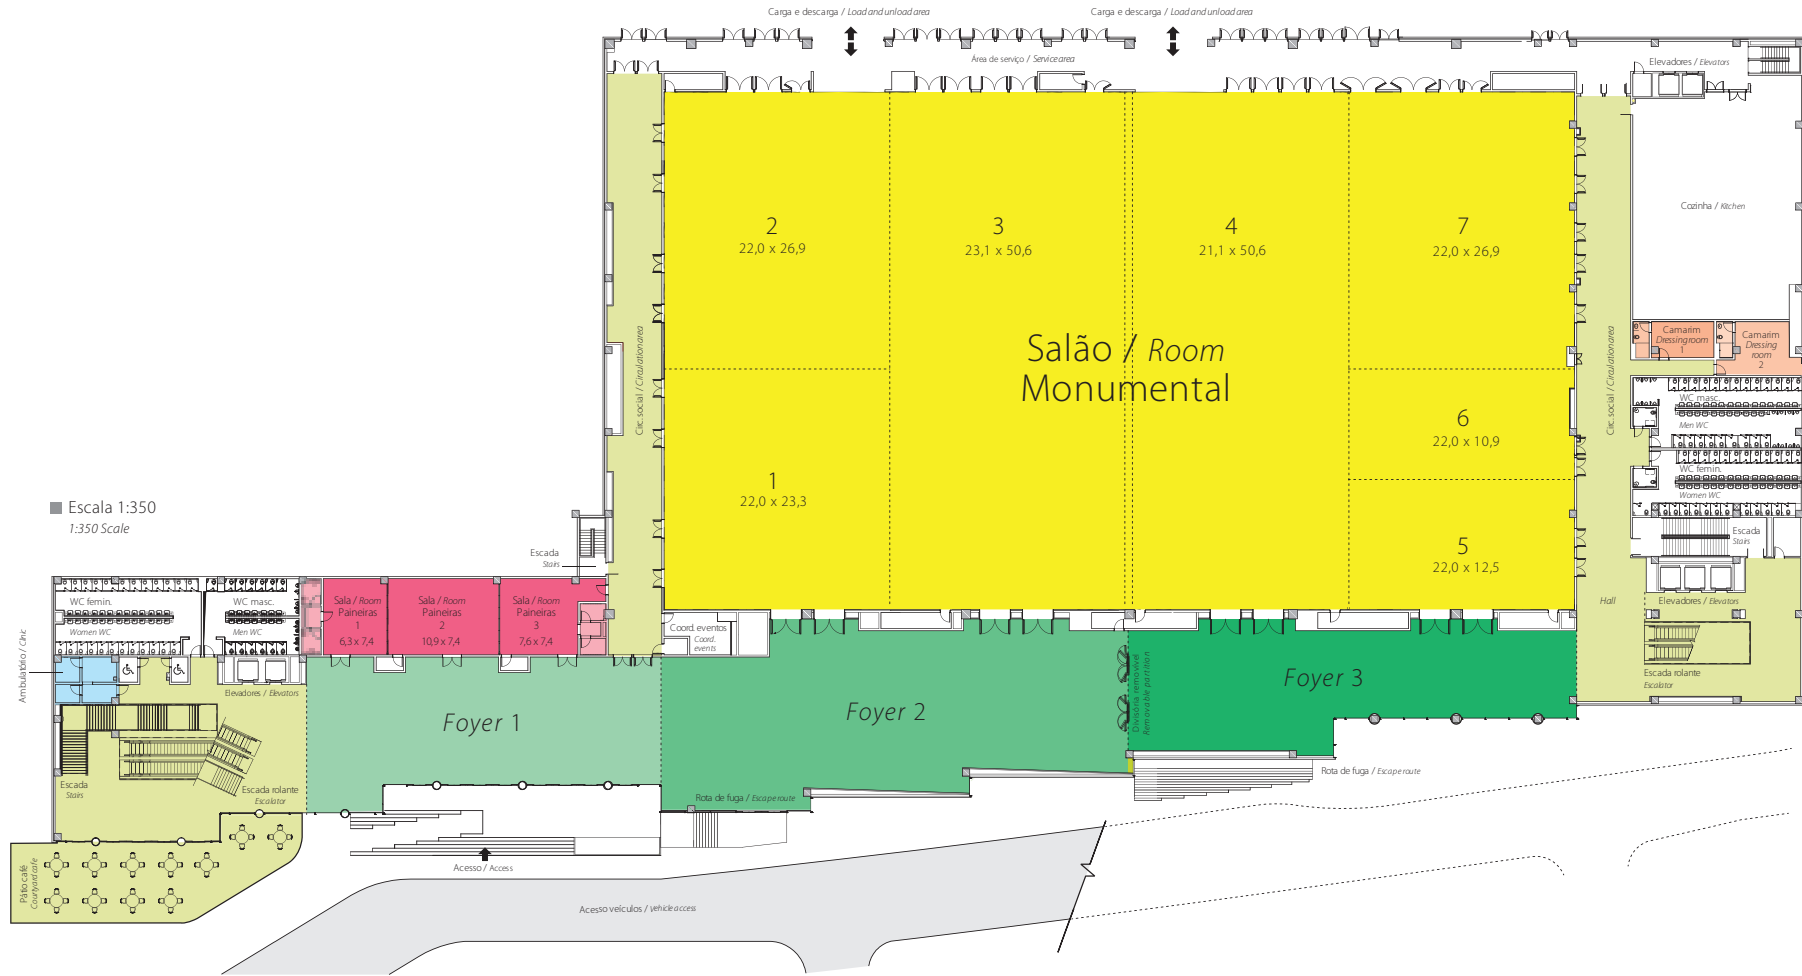 Carga e descarga / Load and unload area
Carga e descarga / Load and unload area
Área de serviço / Service area
Elevadores / Elevators
2
22,0 x 26,9
3
23,1 x 50,6
4
21,1 x 50,6
7
22,0 x 26,9
Cozinha / Kitchen
Salão / Room
Monumental
Circ. social / Circulation area
Circ. social / Circulation area
Camarim
Dressing room
1
Camarim
Dressing
room
2
WC masc.
Men WC
WC femin.
Women WC
6
22,0 x 10,9
1
22,0 x 23,3
5
22,0 x 12,5
Escala 1:350
1:350 Scale
Escada
Stairs
Escada
Stairs
Hall
Elevadores / Elevators
Escada rolante
Escalator
WC femin.
Women WC
WC masc.
Men WC
Sala / Room
Paineiras
1
6,3 x 7,4
Sala / Room
Paineiras
2
10,9 x 7,4
Sala / Room
Paineiras
3
7,6 x 7,4
Coord. eventos
Coord.
events
Ambulatório / Clinic
Elevadores / Elevators
Foyer 1
Foyer 2
Divisória removível
Removable partition
Foyer 3
Escada
Stairs
Escada rolante
Escalator
Rota de fuga / Escape route
Rota de fuga / Escape route
Pátio café
Courtyard cafe
Acesso / Access
Acesso veículos / Vehicle access